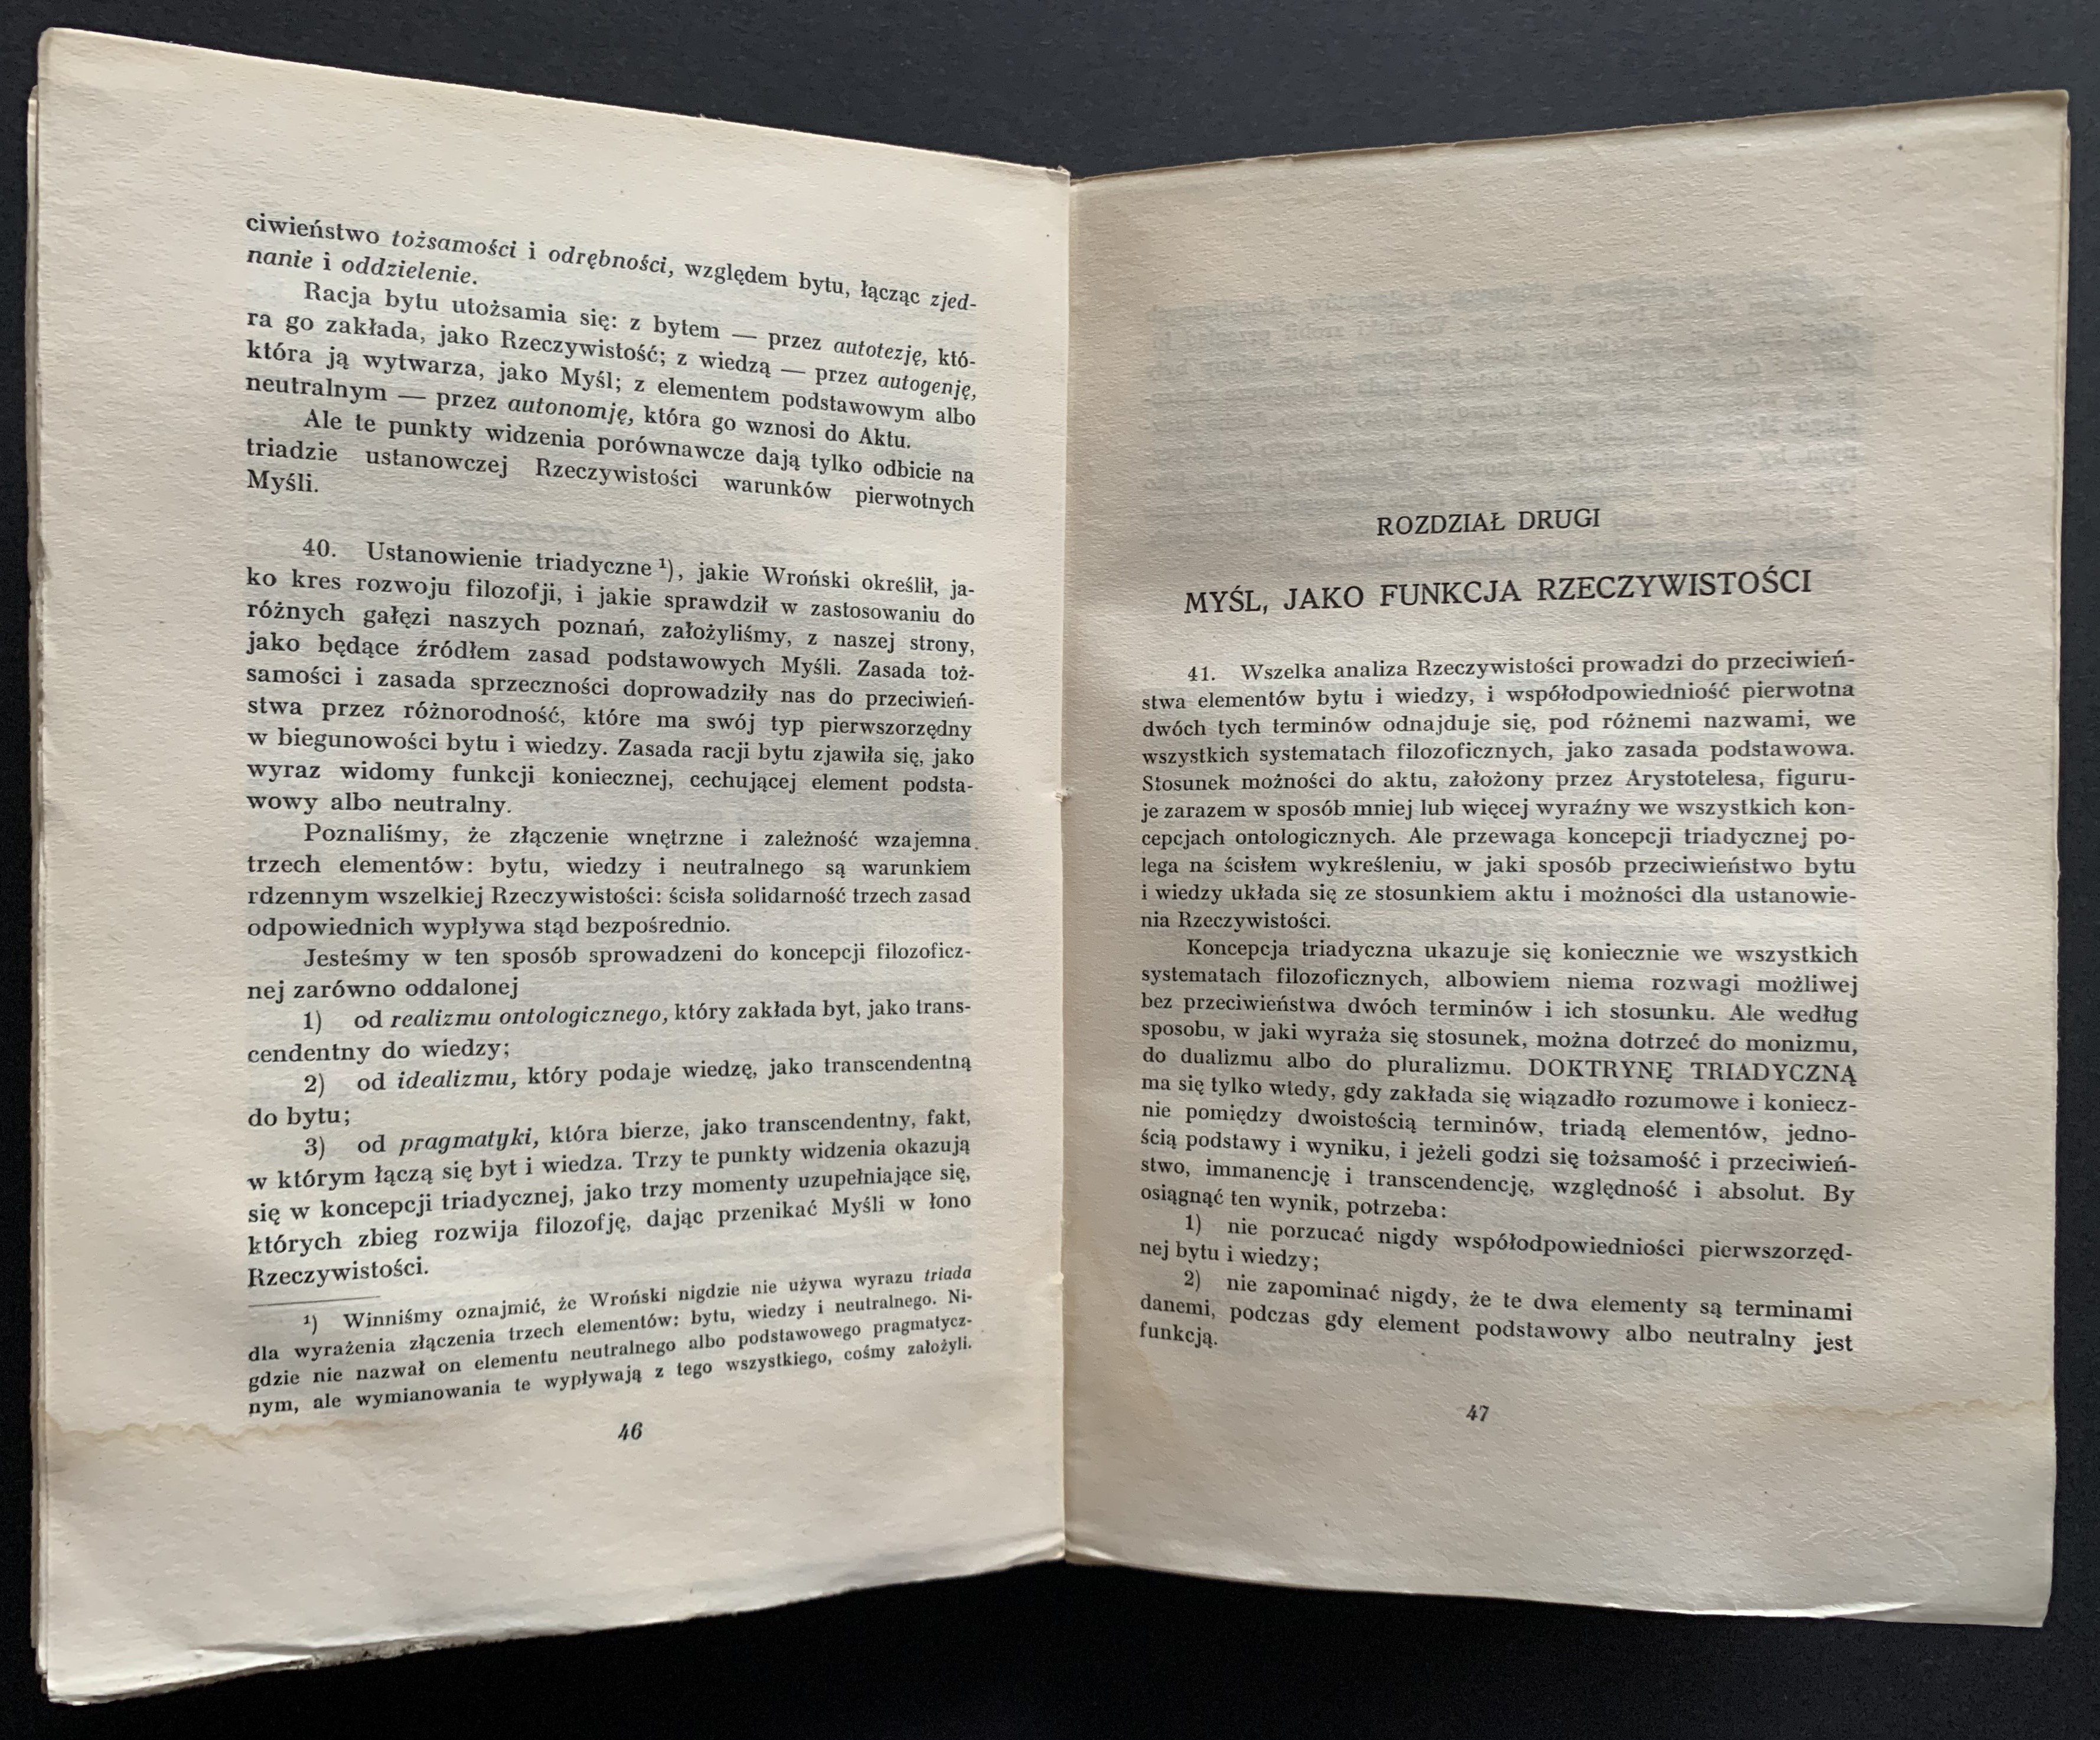 ciwieństwo tożsamości i odrębności, względem bytu, łącząc zjed-
nanie i oddzielenie.
Racja bytu utożsamia się: z bytem — przez autotezję, któ-
ra go zakłada, jako Rzeczywistość; z wiedzą — przez autogenję,
która ją wytwarza, jako Myśl; z elementem podstawowym albo
neutralnym — przez autonomję, która go wznosi do Aktu.
Ale te punkty widzenia porównawcze dają tylko odbicie na
triadzie ustanowczej Rzeczywistości warunków pierwotnych
Myśli.
40. Ustanowienie triadyczne ¹), jakie Wroński określił, ja-
ko kres rozwoju filozofji, i jakie sprawdził w zastosowaniu do
różnych gałęzi naszych poznań, założyliśmy, z naszej strony,
jako będące źródłem zasad podstawowych Myśli. Zasada toż-
samości i zasada sprzeczności doprowadziły nas do przeciwień-
stwa przez różnorodność, które ma swój typ pierwszorzędny
w biegunowości bytu i wiedzy. Zasada racji bytu zjawiła się, jako
wyraz widomy funkcji koniecznej, cechującej element podsta-
wowy albo neutralny.
Poznaliśmy, że złączenie wnętrzne i zależność wzajemna
trzech elementów: bytu, wiedzy i neutralnego są warunkiem
rdzennym wszelkiej Rzeczywistości: ścisła solidarność trzech zasad
odpowiednich wypływa stąd bezpośrednio.
Jesteśmy w ten sposób sprowadzeni do koncepcji filozoficz-
nej zarówno oddalonej
1) od realizmu ontologicznego, który zakłada byt, jako trans-
cendentny do wiedzy;
2) od idealizmu, który podaje wiedzę, jako transcendentną
do bytu;
3) od pragmatyki, która bierze, jako transcendentny, fakt,
w którym łączą się byt i wiedza. Trzy te punkty widzenia okazują
się w koncepcji triadycznej, jako trzy momenty uzupełniające się,
których zbieg rozwija filozofję, dając przenikać Myśli w łono
Rzeczywistości.
¹) Winniśmy oznajmić, że Wroński nigdzie nie używa wyrazu triada
dla wyrażenia złączenia trzech elementów: bytu, wiedzy i neutralnego. Ni-
gdzie nie nazwał on elementu neutralnego albo podstawowego pragmatycz-
nym, ale wymianowania te wypływają z tego wszystkiego, cośmy założyli.
46
ROZDZIAŁ DRUGI
MYŚL, JAKO FUNKCJA RZECZYWISTOŚCI
41. Wszelka analiza Rzeczywistości prowadzi do przeciwień-
stwa elementów bytu i wiedzy, i współodpowiedniość pierwotna
dwóch tych terminów odnajduje się, pod różnemi nazwami, we
wszystkich systematach filozoficznych, jako zasada podstawowa.
Stosunek możności do aktu, założony przez Arystotelesa, figuru-
je zarazem w sposób mniej lub więcej wyraźny we wszystkich kon-
cepcjach ontologicznych. Ale przewaga koncepcji triadycznej po-
lega na ścisłem wykreśleniu, w jaki sposób przeciwieństwo bytu
i wiedzy układa się ze stosunkiem aktu i możności dla ustanowie-
nia Rzeczywistości.
Koncepcja triadyczna ukazuje się koniecznie we wszystkich
systematach filozoficznych, albowiem niema rozwagi możliwej
bez przeciwieństwa dwóch terminów i ich stosunku. Ale według
sposobu, w jaki wyraża się stosunek, można dotrzeć do monizmu,
do dualizmu albo do pluralizmu. DOKTRYNĘ TRIADYCZNĄ
ma się tylko wtedy, gdy zakłada się wiązadło rozumowe i koniecz-
nie pomiędzy dwoistością terminów, triadą elementów, jedno-
ścią podstawy i wyniku, i jeżeli godzi się tożsamość i przeciwień-
stwo, immanencję i transcendencję, względność i absolut. By
osiągnąć ten wynik, potrzeba:
1) nie porzucać nigdy współodpowiedniości pierwszorzęd-
nej bytu i wiedzy;
2) nie zapominać nigdy, że te dwa elementy są terminami
danemi, podczas gdy element podstawowy albo neutralny jest
funkcją.
47